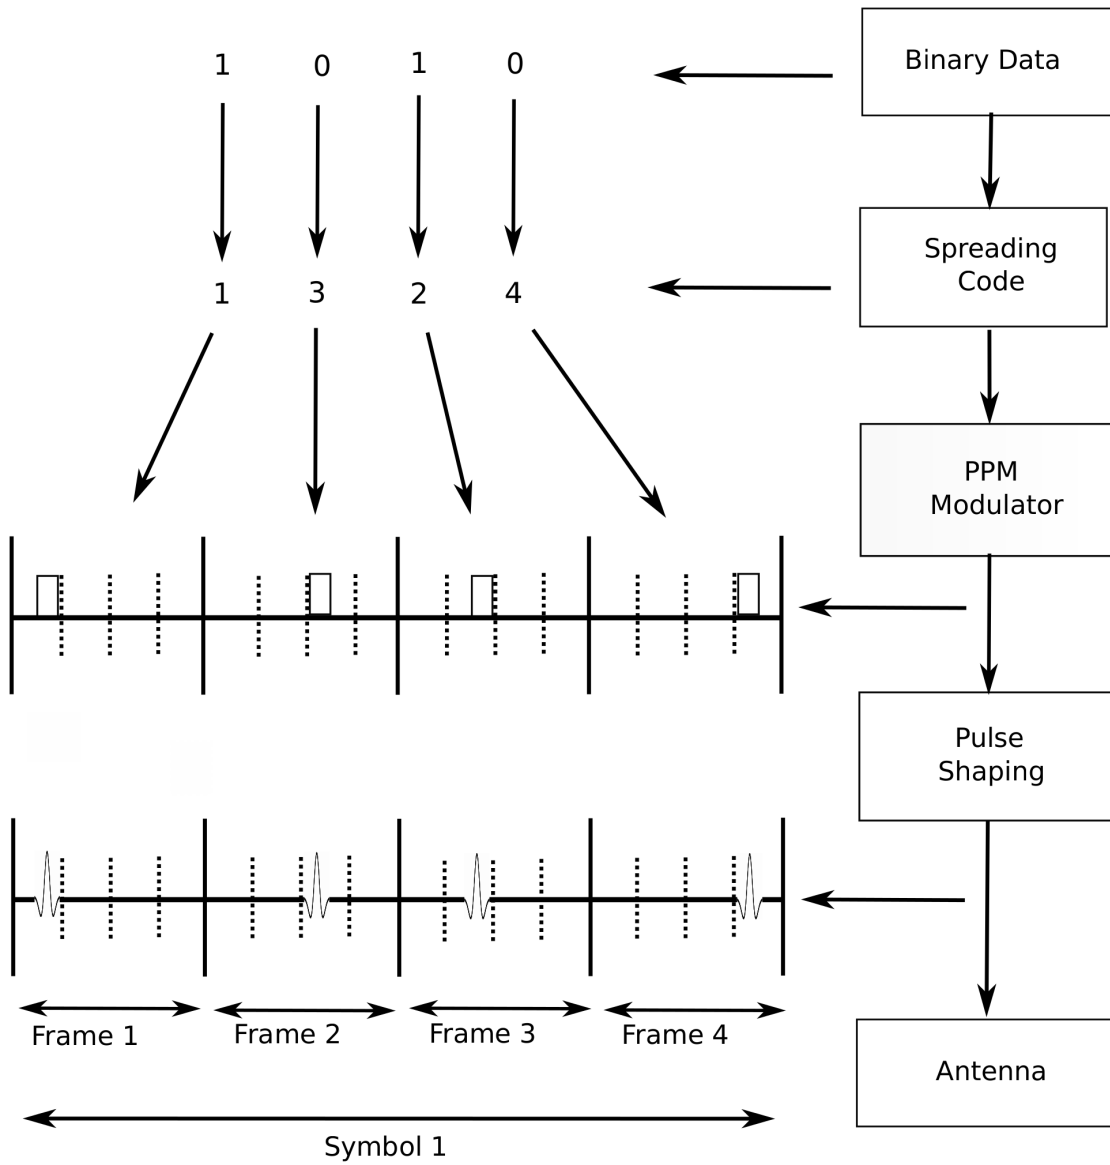 1 0 1 0
Binary Data
1 3 2 4
Spreading
Code
PPM
Modulator
Pulse
Shaping
Frame 1 Frame 2 Frame 3 Frame 4
Antenna
Symbol 1